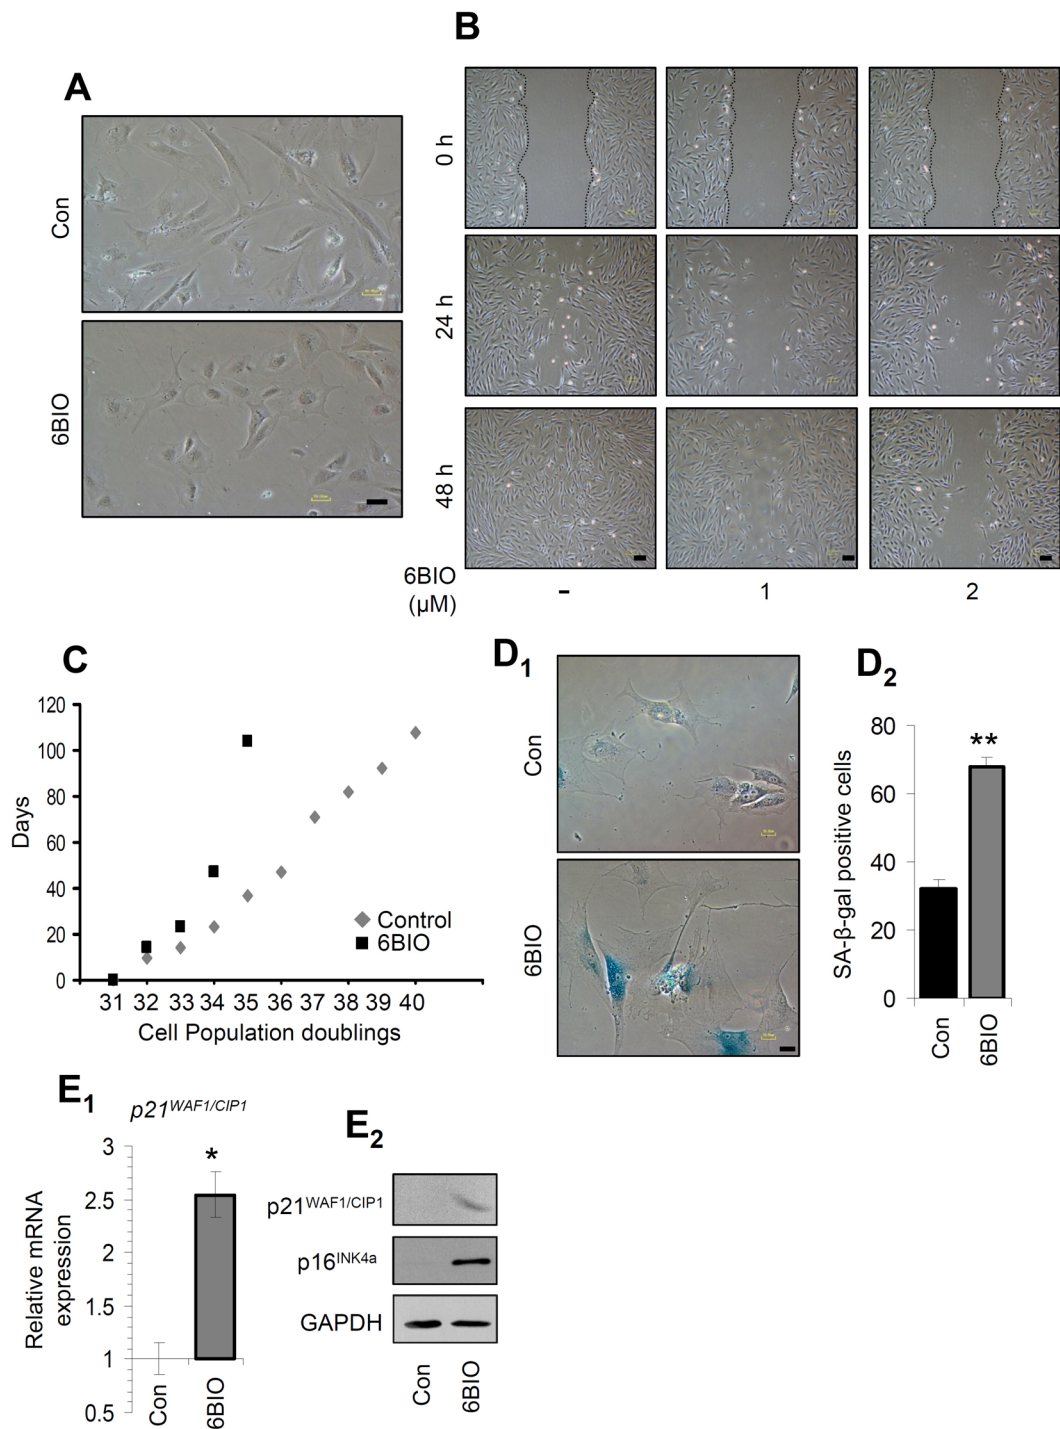 A
Con
6BIO
B
0 h
24 h
48 h
6BIO
(µM)
-
1
2
C
Days
120
100
80
60
40
20
0
Control
6BIO
31 32 33 34 35 36 37 38 39 40
Cell Population doublings
D1
Con
6BIO
D2
SA-β-gal positive cells
80
60
40
20
0
**
Con
6BIO
E1
p21WAF1/CIP1
Relative mRNA
expression
3
2.5
2
1.5
1
0.5
*
Con
6BIO
E2
p21WAF1/CIP1
p16INK4a
GAPDH
Con
6BIO